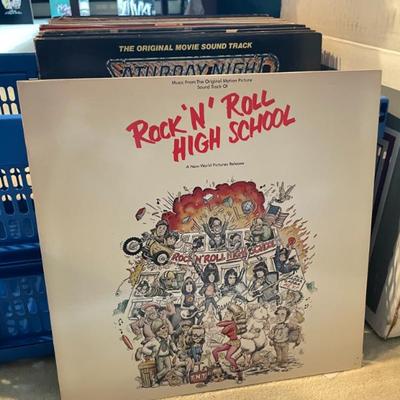 THE ORIGINAL MOVIE SOUND TRACK
SATURDAY NIGHT
Music From The Original Motion Picture
Sound Track Of
ROCK 'N' ROLL
HIGH SCHOOL
A New World Pictures Release
ROCK 'N' ROLL HIGH SCHOOL